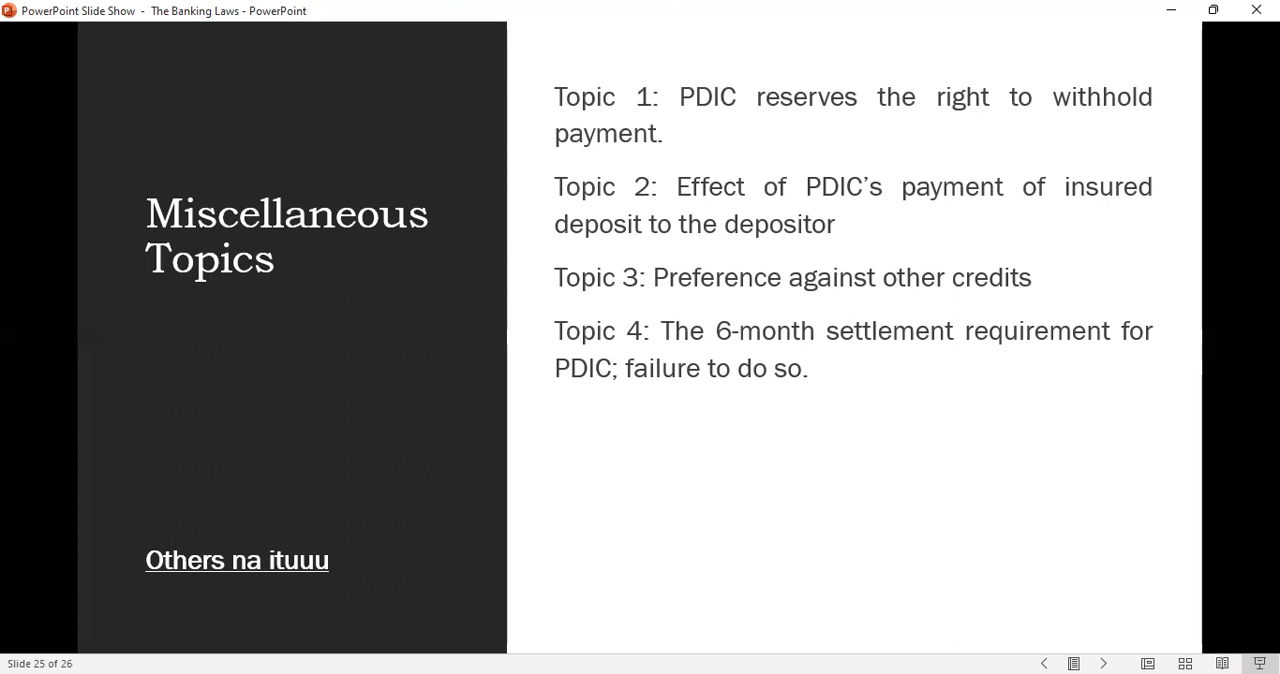 PowerPoint Slide Show - The Banking Laws - PowerPoint
Miscellaneous
Topics
Others na ituuu
Topic 1: PDIC reserves the right to withhold
payment.
Topic 2: Effect of PDIC’s payment of insured
deposit to the depositor
Topic 3: Preference against other credits
Topic 4: The 6-month settlement requirement for
PDIC; failure to do so.
Slide 25 of 26